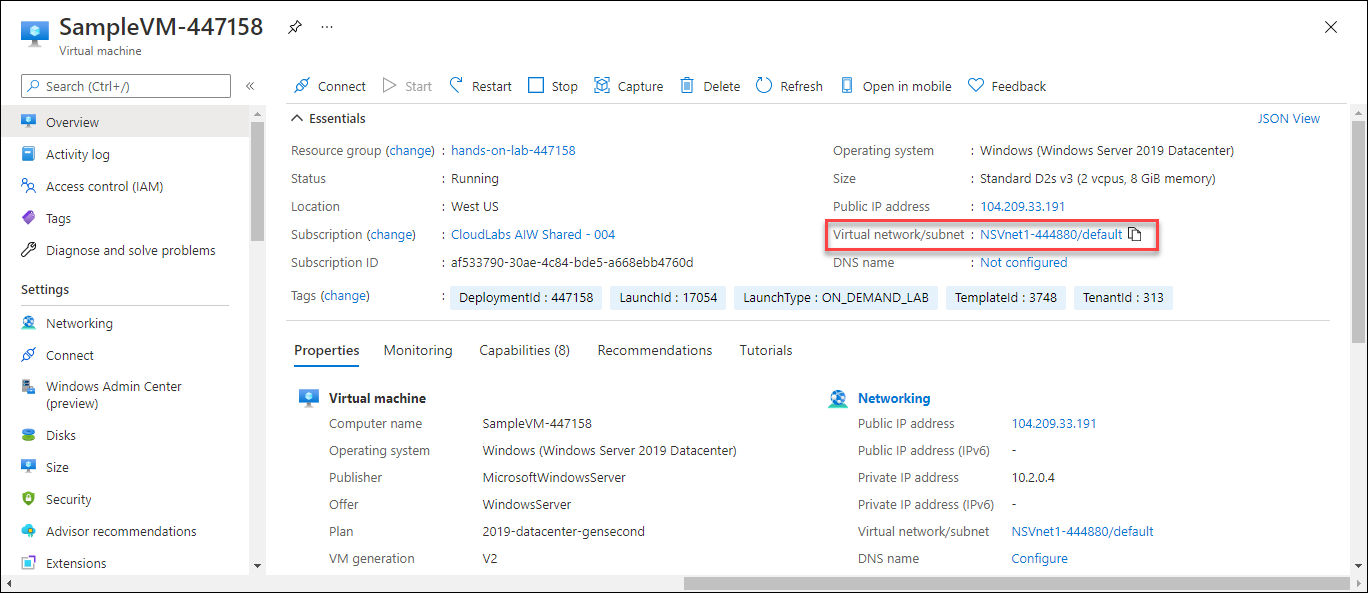 SampleVM-447158
Virtual machine
Search (Ctrl+/)
Overview
Activity log
Access control (IAM)
Tags
Diagnose and solve problems
Settings
Networking
Connect
Windows Admin Center
(preview)
Disks
Size
Security
Advisor recommendations
Extensions
Connect Start Restart Stop Capture Delete Refresh Open in mobile Feedback
Essentials JSON View
Resource group (change) : hands-on-lab-447158
Status : Running
Location : West US
Subscription (change) : CloudLabs AIW Shared - 004
Subscription ID : af533790-30ae-4c84-bde5-a668ebb4760d
Operating system : Windows (Windows Server 2019 Datacenter)
Size : Standard D2s v3 (2 vcpus, 8 GiB memory)
Public IP address : 104.209.33.191
Virtual network/subnet : NSVnet1-444880/default
DNS name : Not configured
Tags (change) : DeploymentId : 447158 LaunchId : 17054 LaunchType : ON_DEMAND_LAB TemplateId : 3748 TenantId : 313
Properties Monitoring Capabilities (8) Recommendations Tutorials
Virtual machine
Computer name SampleVM-447158
Operating system Windows (Windows Server 2019 Datacenter)
Publisher MicrosoftWindowsServer
Offer WindowsServer
Plan 2019-datacenter-gensecond
VM generation V2
Networking
Public IP address 104.209.33.191
Public IP address (IPv6) -
Private IP address 10.2.0.4
Private IP address (IPv6) -
Virtual network/subnet NSVnet1-444880/default
DNS name Configure